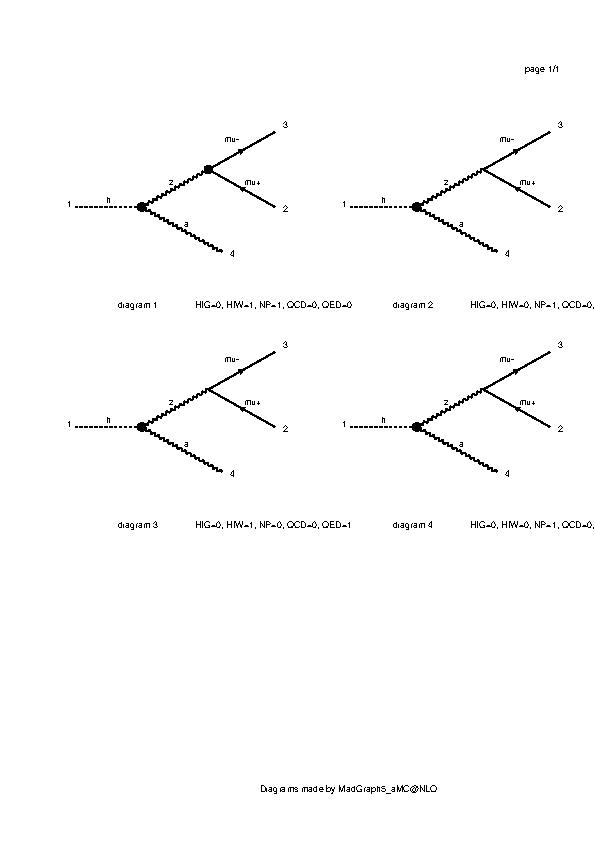 page 1/1
3
mu-
z
mu+
h
1
2
a
4
diagram 1 HIG=0, HIW=1, NP=1, QCD=0, QED=0
3
mu-
z
mu+
h
1
2
a
4
diagram 2 HIG=0, HIW=0, NP=1, QCD=0,
3
mu-
z
mu+
h
1
2
a
4
diagram 3 HIG=0, HIW=1, NP=0, QCD=0, QED=1
3
mu-
z
mu+
h
1
2
a
4
diagram 4 HIG=0, HIW=0, NP=1, QCD=0,
Diagrams made by MadGraph5_aMC@NLO